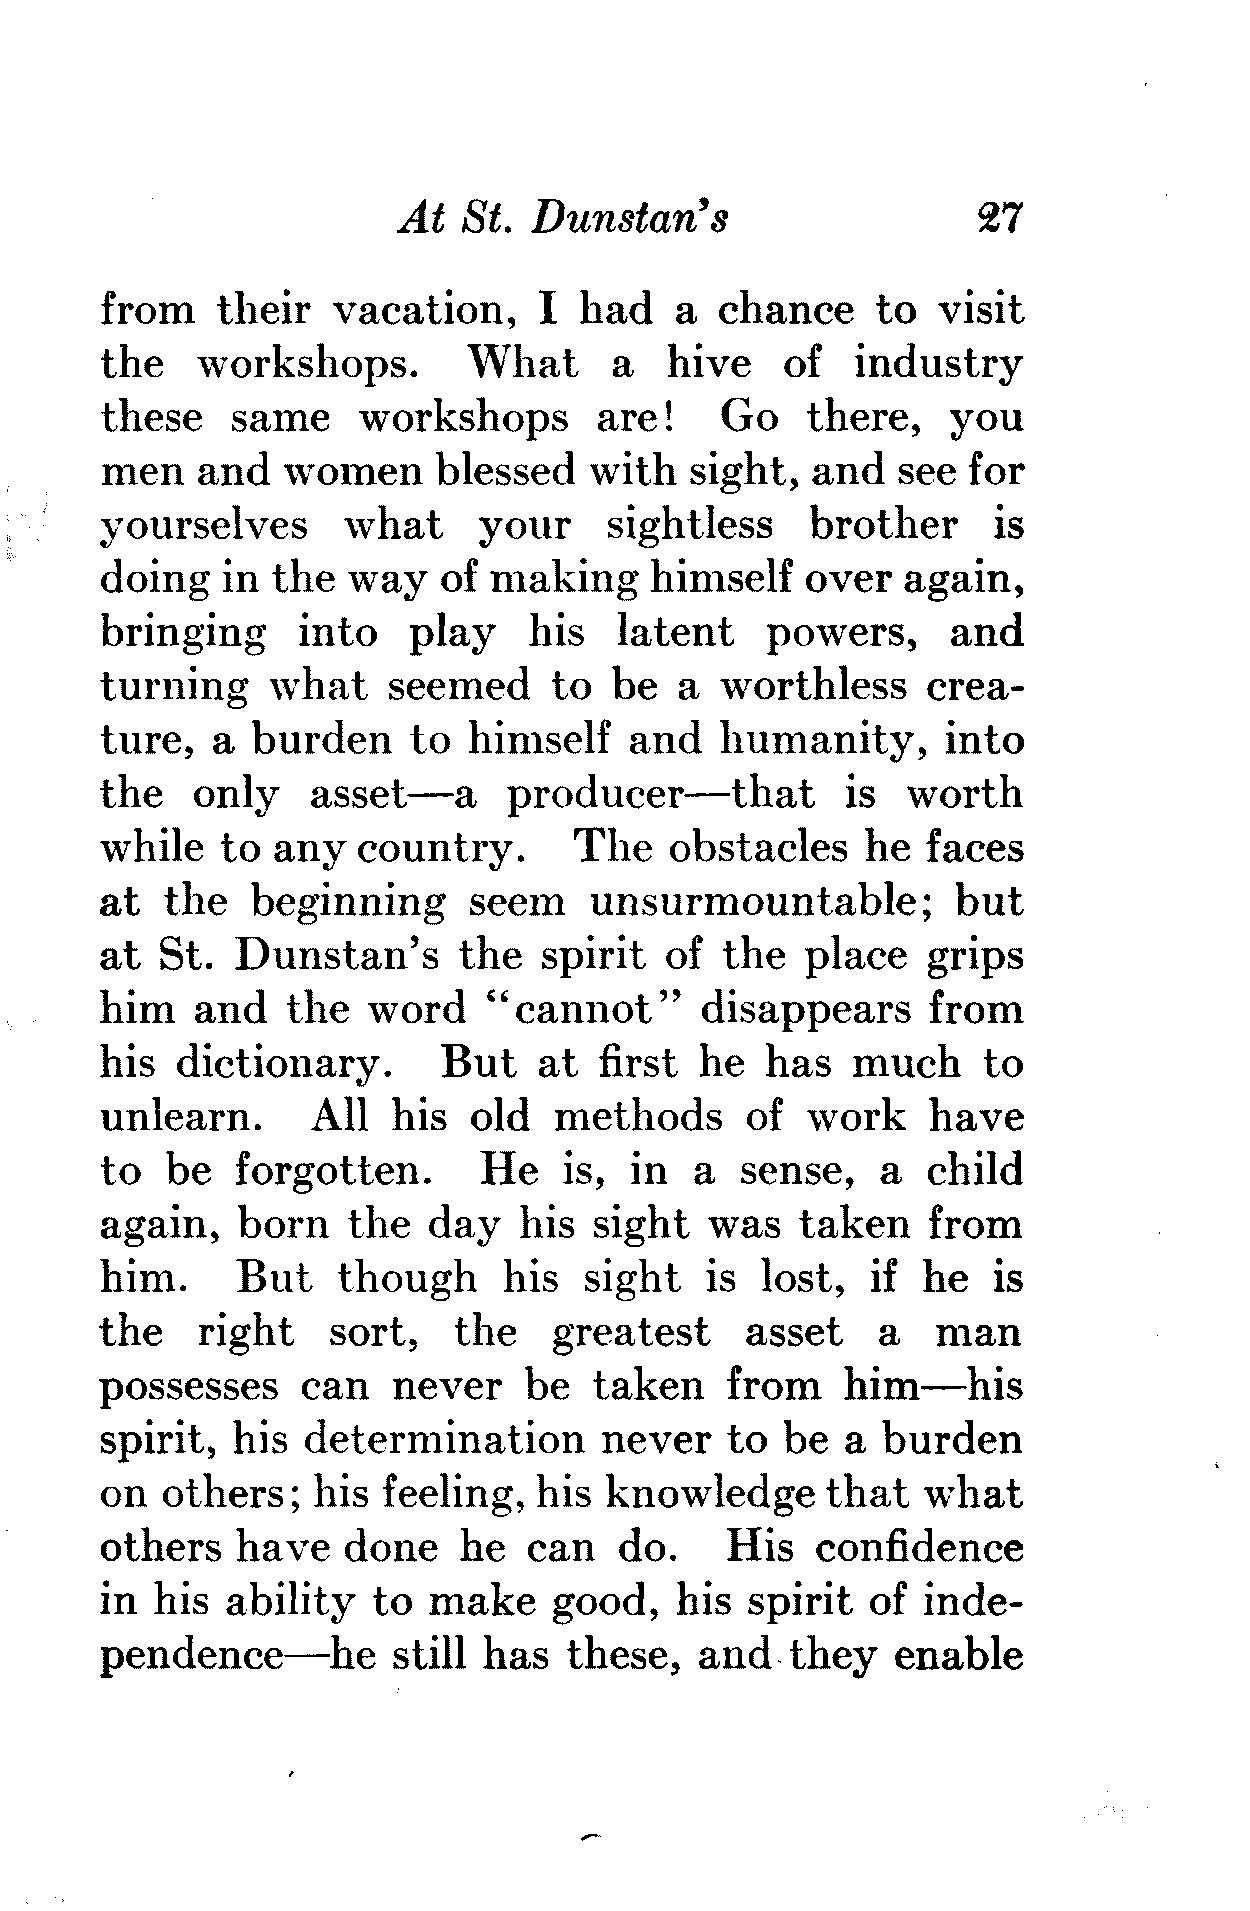 At St. Dunstan's 27
from their vacation, I had a chance to visit
the workshops. What a hive of industry
these same workshops are! Go there, you
men and women blessed with sight, and see for
yourselves what your sightless brother is
doing in the way of making himself over again,
bringing into play his latent powers, and
turning what seemed to be a worthless crea-
ture, a burden to himself and humanity, into
the only asset—a producer—that is worth
while to any country. The obstacles he faces
at the beginning seem unsurmountable; but
at St. Dunstan's the spirit of the place grips
him and the word "cannot" disappears from
his dictionary. But at first he has much to
unlearn. All his old methods of work have
to be forgotten. He is, in a sense, a child
again, born the day his sight was taken from
him. But though his sight is lost, if he is
the right sort, the greatest asset a man
possesses can never be taken from him—his
spirit, his determination never to be a burden
on others; his feeling, his knowledge that what
others have done he can do. His confidence
in his ability to make good, his spirit of inde-
pendence—he still has these, and they enable